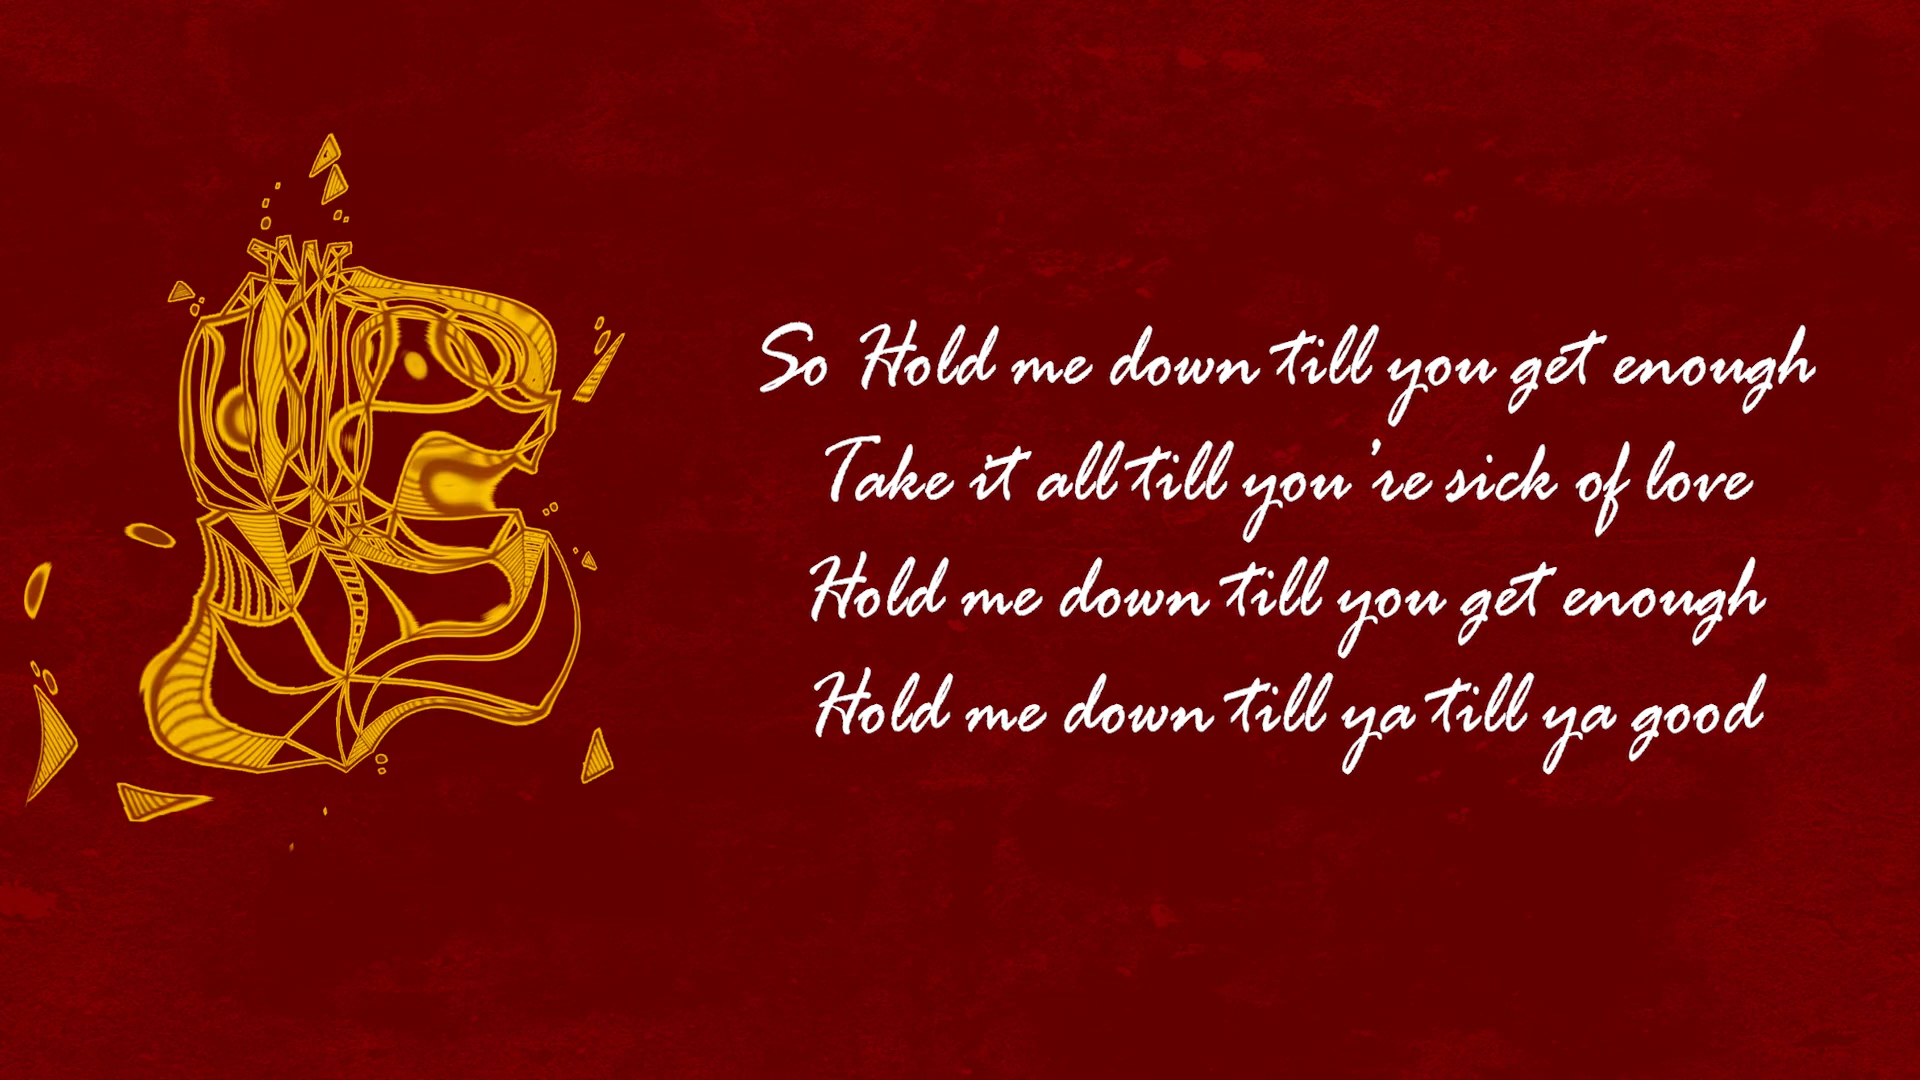 So Hold me down till you get enough
Take it all till you're sick of love
Hold me down till you get enough
Hold me down till ya till ya good